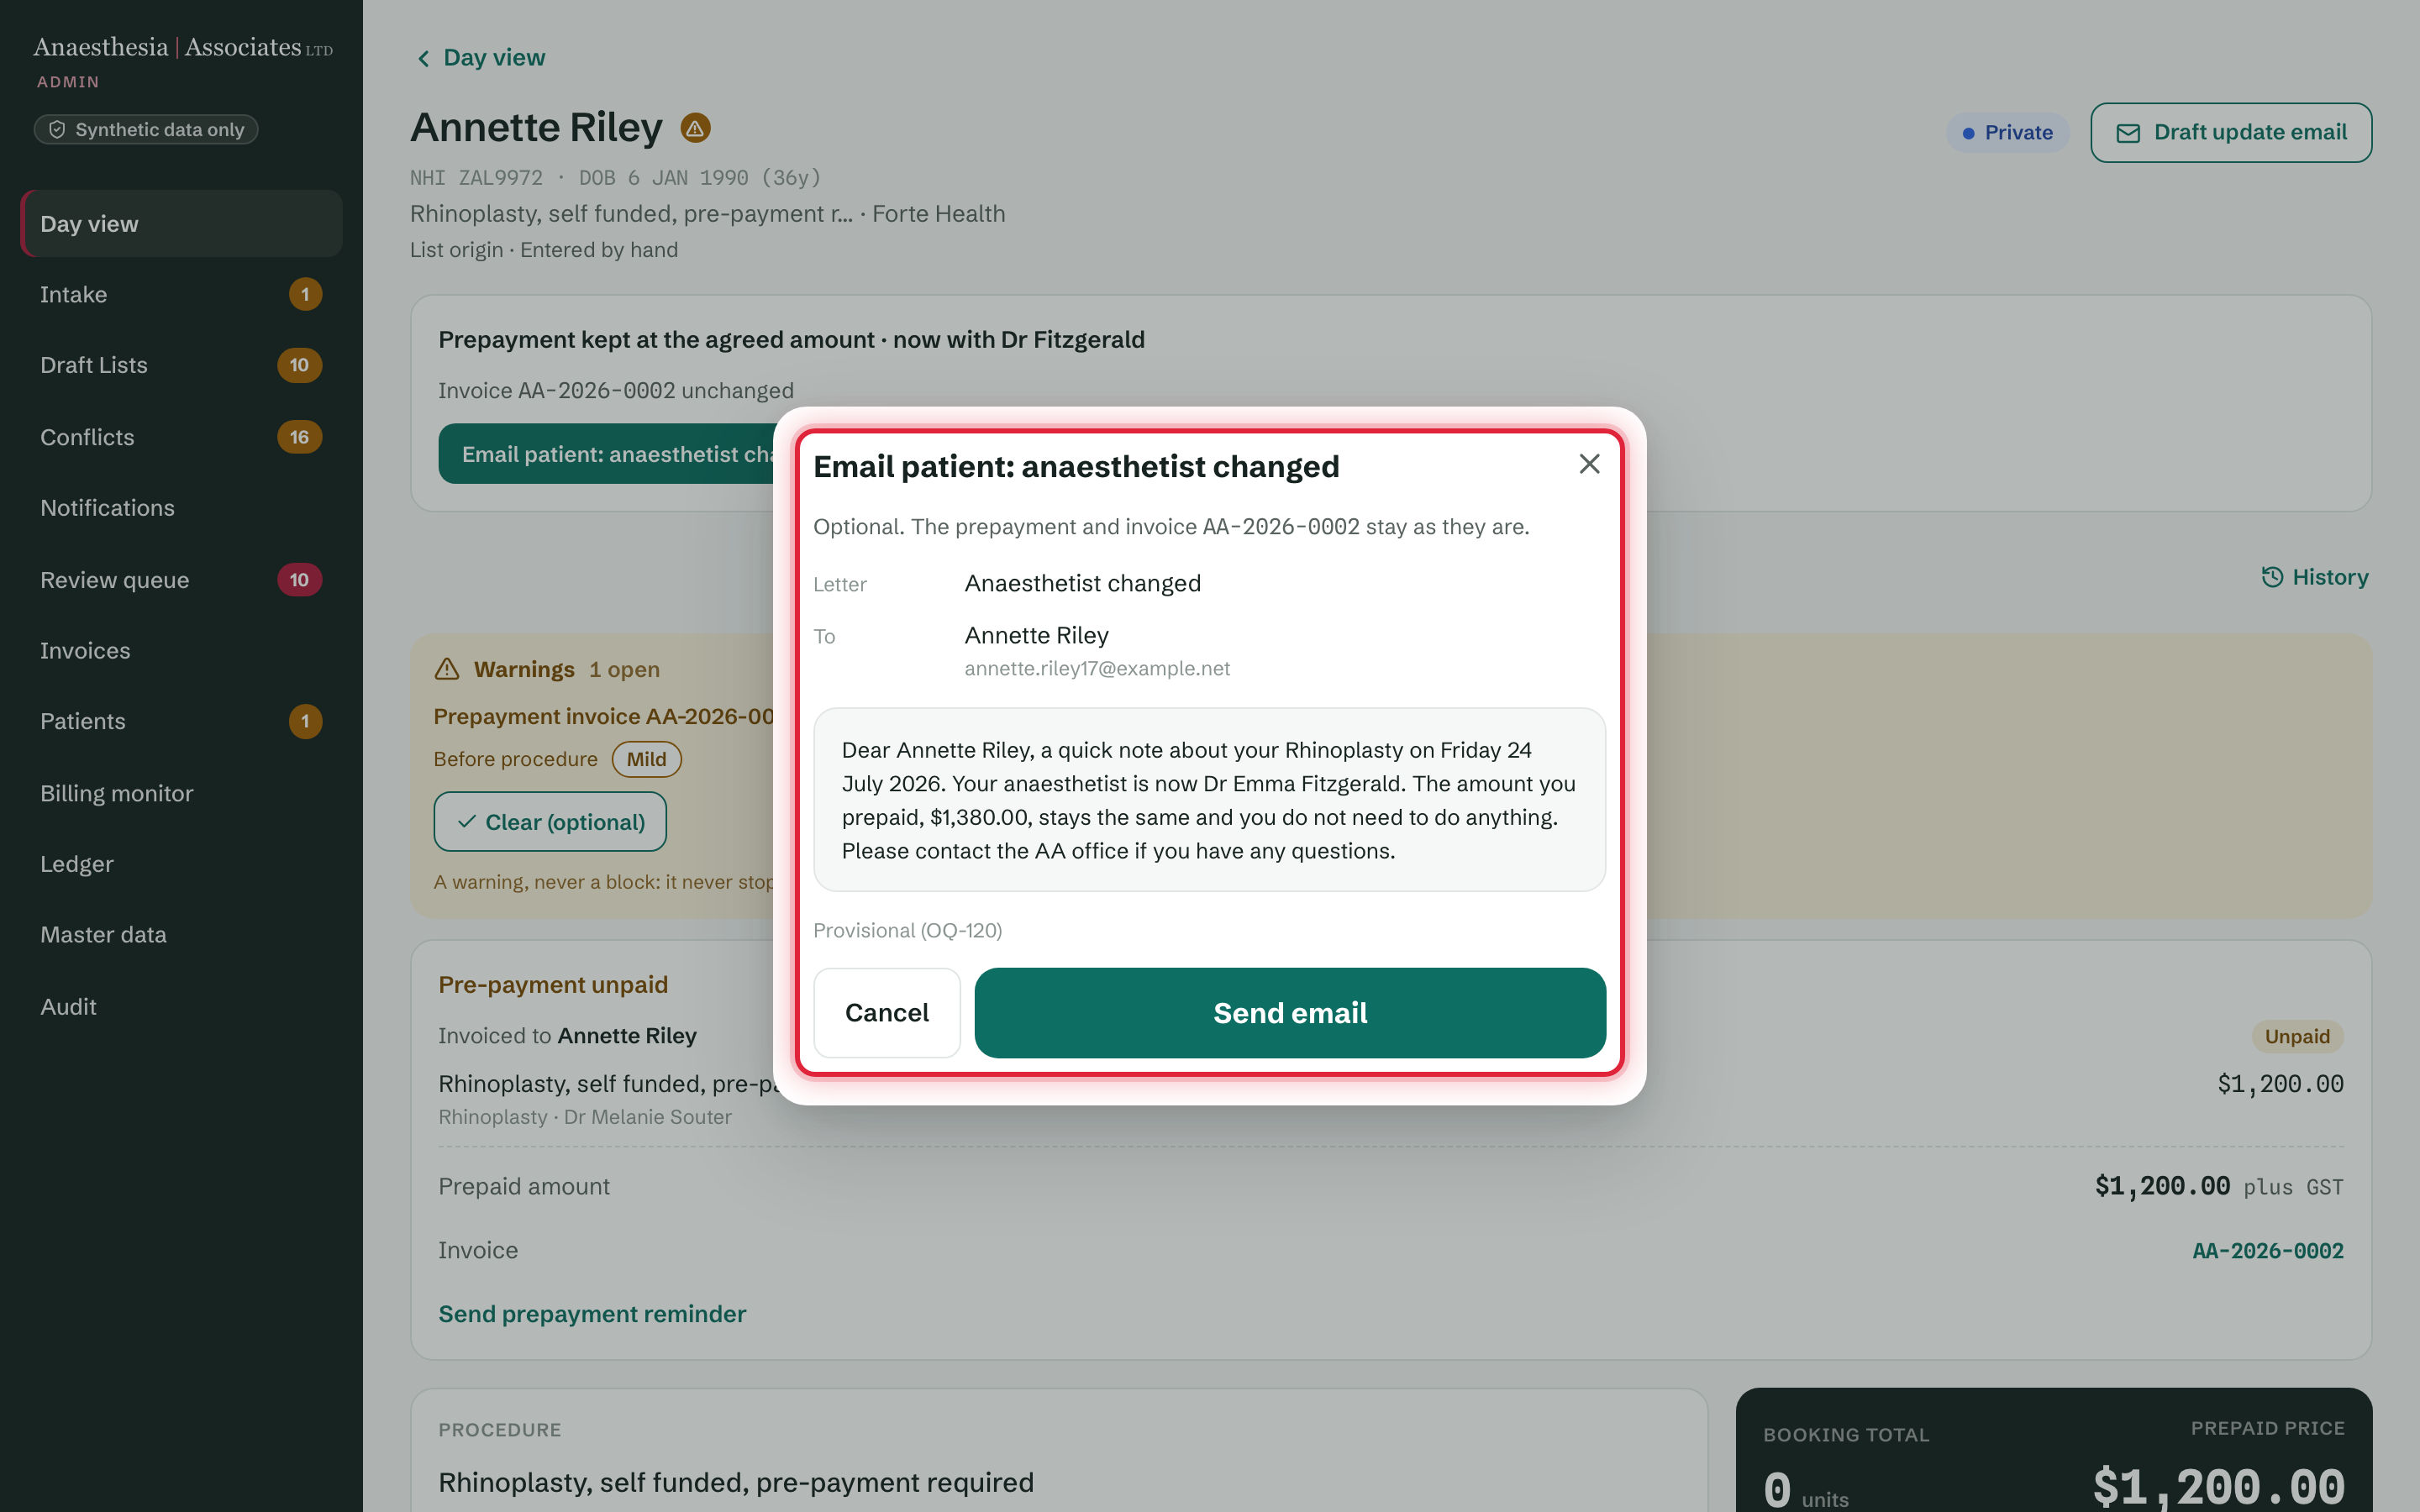 Anaesthesia | Associates LTD
ADMIN
Synthetic data only
Day view
Intake 1
Draft Lists 10
Conflicts 16
Notifications
Review queue 10
Invoices
Patients 1
Billing monitor
Ledger
Master data
Audit
Day view
Annette Riley
Private
Draft update email
NHI ZAL9972 · DOB 6 JAN 1990 (36y)
Rhinoplasty, self funded, pre-payment r... · Forte Health
List origin · Entered by hand
Prepayment kept at the agreed amount · now with Dr Fitzgerald
Invoice AA-2026-0002 unchanged
Email patient: anaesthetist
History
Warnings 1 open
Prepayment invoice AA-2026-00
Before procedure Mild
Clear (optional)
A warning, never a block: it never stop
Pre-payment unpaid
Invoiced to Annette Riley
Unpaid
Rhinoplasty, self funded,
$1,200.00
Rhinoplasty · Dr Melanie Souter
Prepaid amount
$1,200.00 plus GST
Invoice
AA-2026-0002
Send prepayment reminder
PROCEDURE
Rhinoplasty, self funded, pre-payment required
BOOKING TOTAL
PREPAID PRICE
0 units
$1,200.00
Email patient: anaesthetist changed
Optional. The prepayment and invoice AA-2026-0002 stay as they are.
Letter Anaesthetist changed
To Annette Riley
annette.riley17@example.net
Dear Annette Riley, a quick note about your Rhinoplasty on Friday 24
July 2026. Your anaesthetist is now Dr Emma Fitzgerald. The amount you
prepaid, $1,380.00, stays the same and you do not need to do anything.
Please contact the AA office if you have any questions.
Provisional (OQ-120)
Cancel
Send email